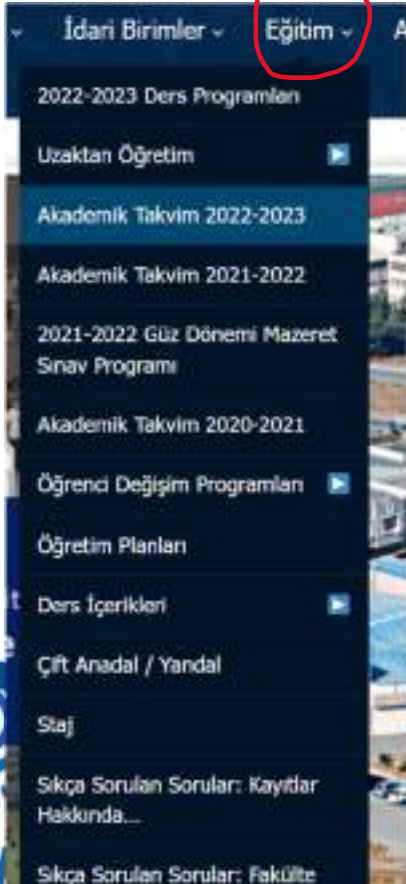 İdari Birimler
Eğitim
A
2022-2023 Ders Programları
Uzaktan Öğretim
Akademik Takvim 2022-2023
Akademik Takvim 2021-2022
2021-2022 Güz Dönemi Mazeret
Sınav Programı
Akademik Takvim 2020-2021
Öğrenci Değişim Programları
Öğretim Planları
Ders İçerikleri
Çift Anadal / Yandal
Staj
Sıkça Sorulan Sorular: Kayıtlar
Hakkında...
Sıkça Sorulan Sorular: Fakülte